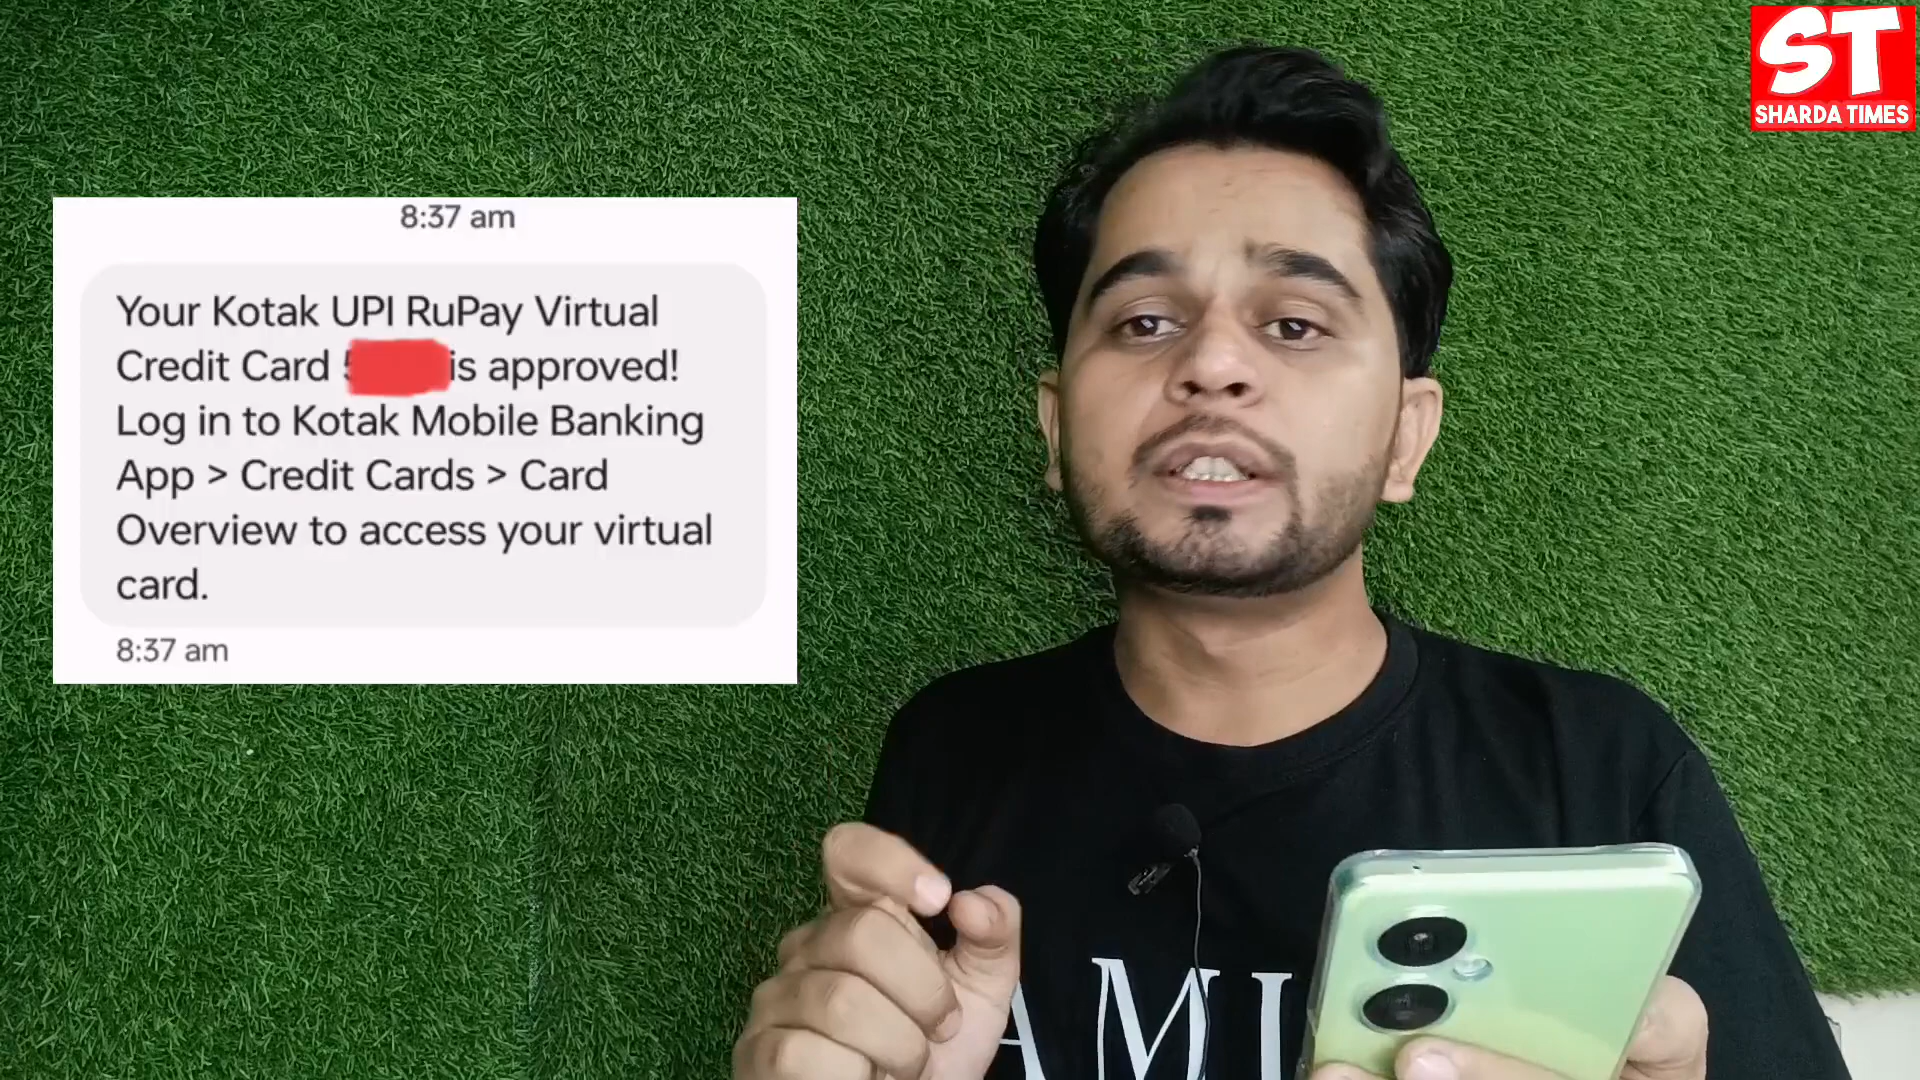 8:37 am
Your Kotak UPI RuPay Virtual
Credit Card is approved!
Log in to Kotak Mobile Banking
App > Credit Cards > Card
Overview to access your virtual
card.
8:37 am
ST
SHARDA TIMES